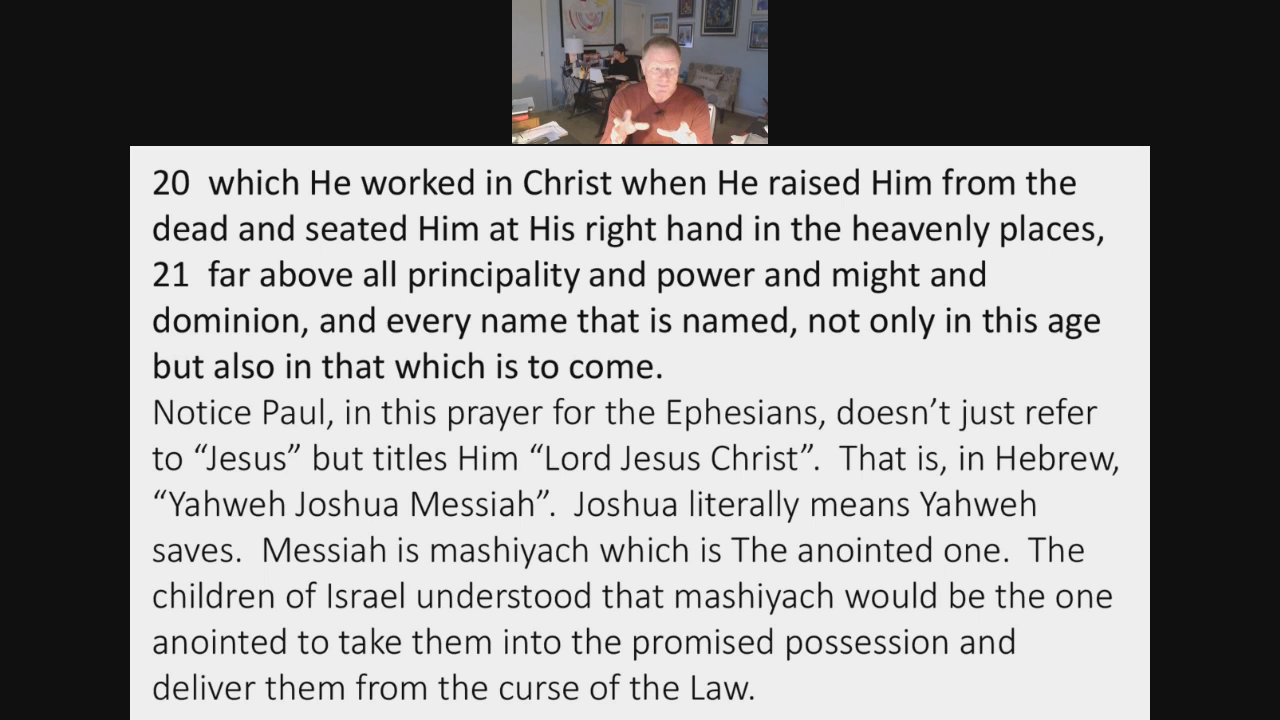 20  which He worked in Christ when He raised Him from the
dead and seated Him at His right hand in the heavenly places,
21  far above all principality and power and might and
dominion, and every name that is named, not only in this age
but also in that which is to come.
Notice Paul, in this prayer for the Ephesians, doesn’t just refer
to “Jesus” but titles Him “Lord Jesus Christ”.  That is, in Hebrew,
“Yahweh Joshua Messiah”.  Joshua literally means Yahweh
saves.  Messiah is mashiyach which is The anointed one.  The
children of Israel understood that mashiyach would be the one
anointed to take them into the promised possession and
deliver them from the curse of the Law.